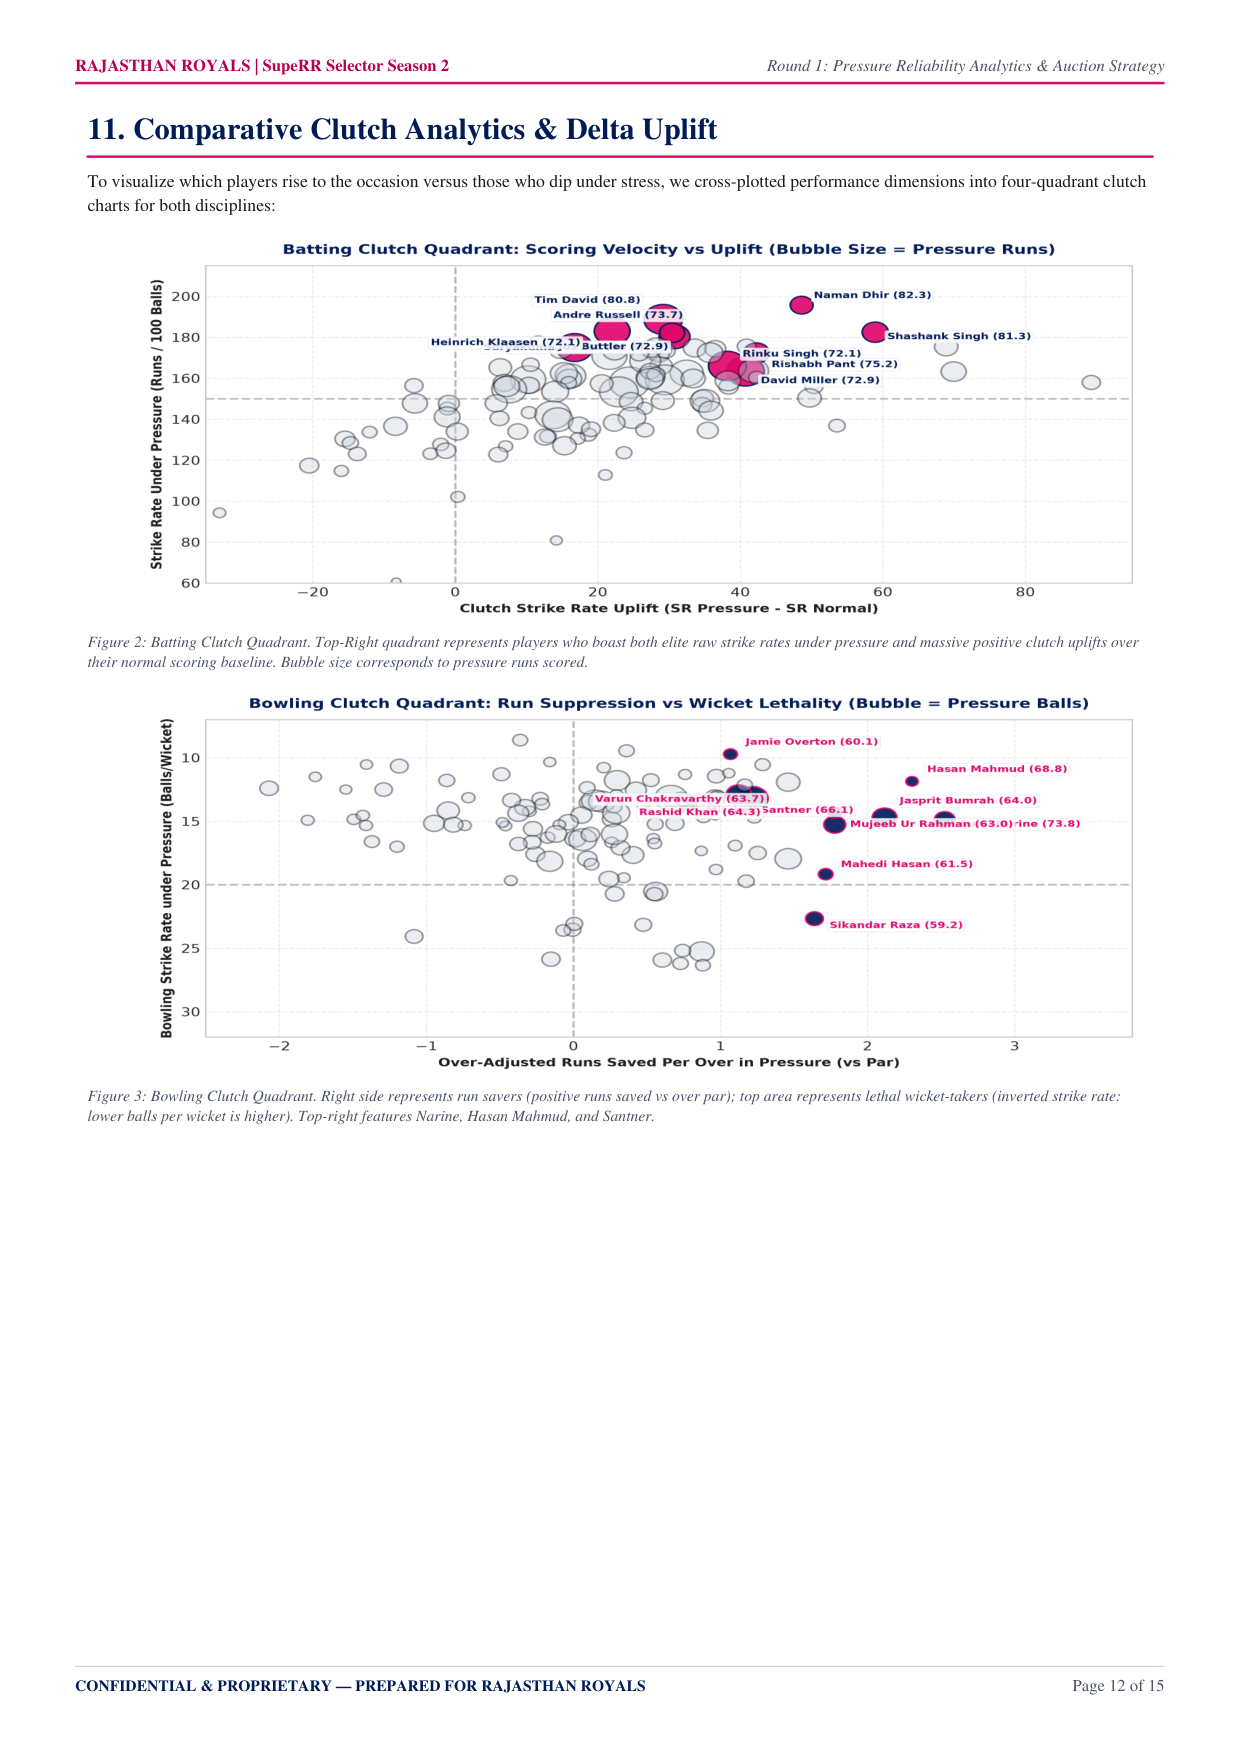 RAJASTHAN ROYALS | SupeRR Selector Season 2
Round 1: Pressure Reliability Analytics & Auction Strategy
11. Comparative Clutch Analytics & Delta Uplift
To visualize which players rise to the occasion versus those who dip under stress, we cross-plotted performance dimensions into four-quadrant clutch
charts for both disciplines:
Batting Clutch Quadrant: Scoring Velocity vs Uplift (Bubble Size = Pressure Runs)
Strike Rate Under Pressure (Runs / 100 Balls)
200
180
160
140
120
100
80
60
Tim David (80.8)
Naman Dhir (82.3)
Andre Russell (73.7)
Shashank Singh (81.3)
Heinrich Klaasen (72.1)
Buttler (72.9)
Rinku Singh (72.1)
Rishabh Pant (75.2)
David Miller (72.9)
−20
0
20
40
60
80
Clutch Strike Rate Uplift (SR Pressure - SR Normal)
Figure 2: Batting Clutch Quadrant. Top-Right quadrant represents players who boast both elite raw strike rates under pressure and massive positive clutch uplifts over
their normal scoring baseline. Bubble size corresponds to pressure runs scored.
Bowling Clutch Quadrant: Run Suppression vs Wicket Lethality (Bubble = Pressure Balls)
Bowling Strike Rate under Pressure (Balls/Wicket)
10
15
20
25
30
Jamie Overton (60.1)
Hasan Mahmud (68.8)
Varun Chakravarthy (63.7)
Jasprit Bumrah (64.0)
Rashid Khan (64.3)
Santner (66.1)
Mujeeb Ur Rahman (63.0)
rine (73.8)
Mahedi Hasan (61.5)
Sikandar Raza (59.2)
−2
−1
0
1
2
3
Over-Adjusted Runs Saved Per Over in Pressure (vs Par)
Figure 3: Bowling Clutch Quadrant. Right side represents run savers (positive runs saved vs over par); top area represents lethal wicket-takers (inverted strike rate:
lower balls per wicket is higher). Top-right features Narine, Hasan Mahmud, and Santner.
CONFIDENTIAL & PROPRIETARY — PREPARED FOR RAJASTHAN ROYALS
Page 12 of 15